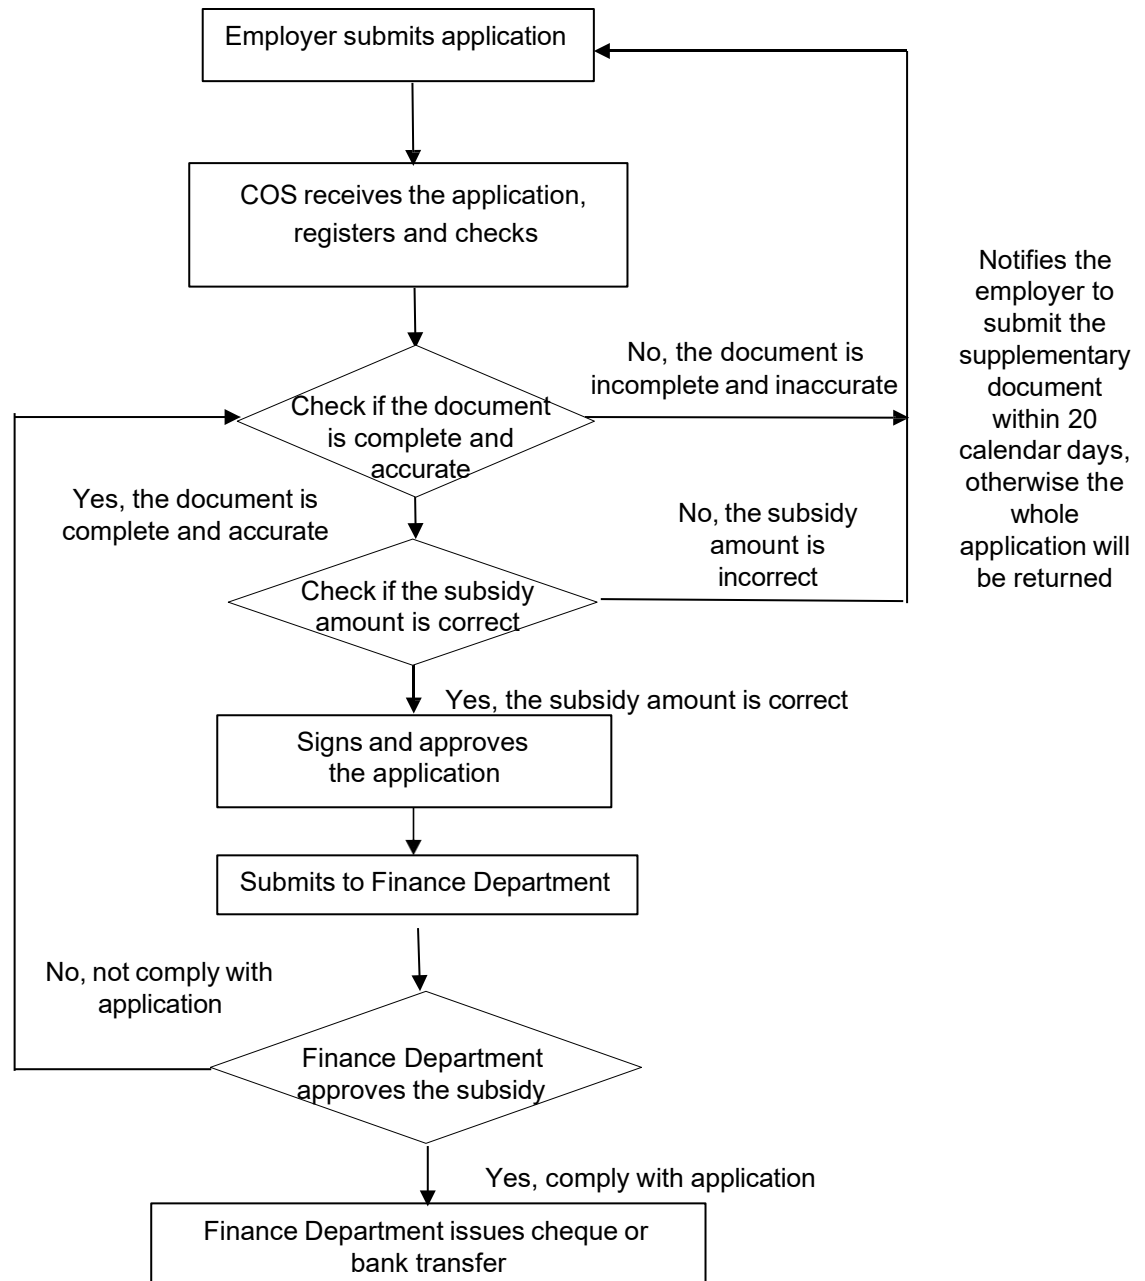 Employer submits application
COS receives the application,
registers and checks
Notifies the
employer to
submit the
supplementary
document
within 20
calendar days,
otherwise the
whole
application will
be returned
No, the document is
incomplete and inaccurate
Check if the document
is complete and
accurate
Yes, the document is
complete and accurate
No, the subsidy
amount is
incorrect
Check if the subsidy
amount is correct
Yes, the subsidy amount is correct
Signs and approves
the application
Submits to Finance Department
No, not comply with
application
Finance Department
approves the subsidy
Yes, comply with application
Finance Department issues cheque or
bank transfer